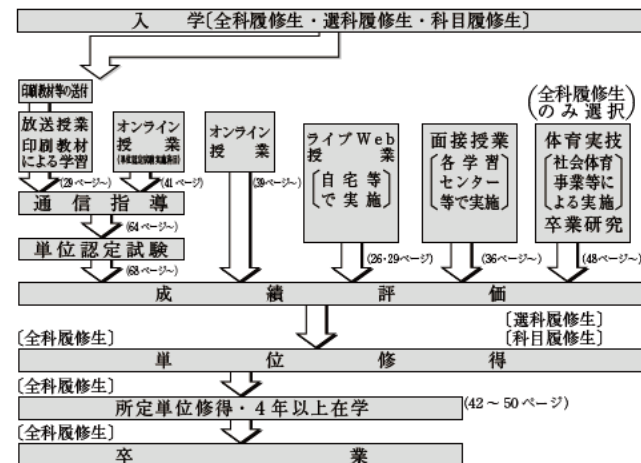 入 学〔全科履修生・選科履修生・科目履修生〕
印刷教材等の送付
放送授業
印刷教材
による学習
オンライン
授業
(単位認定試験実施科目)
オンライン
授業
ライブWeb
授業
〔自宅等
で実施〕
面接授業
〔各学習
センター
等で実施〕
(全科履修生
のみ選択)
体育実技
〔社会体育
事業等に
よる実施〕
卒業研究
(29ページ〜)
(41ページ)
(39ページ〜)
通信指導
(64ページ〜)
単位認定試験
(68ページ〜)
(26・29ページ)
(36ページ〜)
(48ページ〜)
成績評価
〔選科履修生〕
〔全科履修生〕
〔科目履修生〕
単位修得
〔全科履修生〕
所定単位修得・4年以上在学
(42〜50ページ)
〔全科履修生〕
卒業